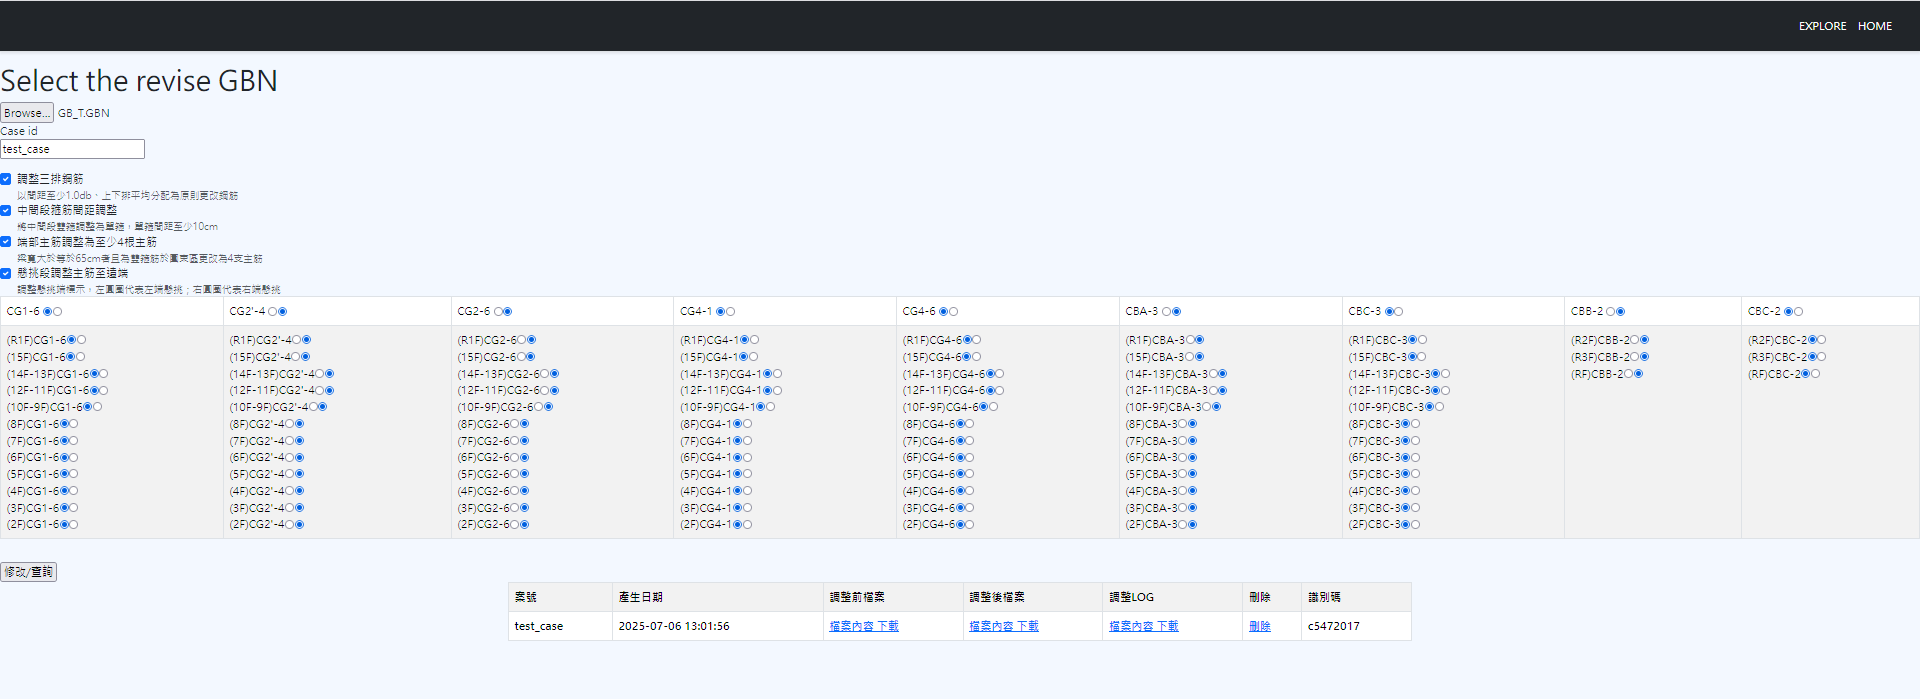 EXPLORE HOME
Select the revise GBN
Browse... GB_T.GBN
Case id
test_case
調整三排鋼筋
以間距至少1.0db，上下排平均分配為原則更改鋼筋
中間段箍筋間距調整
將中間段雙箍調整為單箍，單箍間距至少10cm
端部主筋調整為至少4根主筋
梁寬大於等於65cm者且為雙箍筋於圍束區更改為4支主筋
懸挑段調整主筋至遠端
調整懸挑端標示，左圓圈代表左端懸挑；右圓圈代表右端懸挑
CG1-6 CG2'-4 CG2-6 CG4-1 CG4-6 CBA-3 CBC-3 CBB-2 CBC-2
(R1F)CG1-6 (R1F)CG2'-4 (R1F)CG2-6 (R1F)CG4-1 (R1F)CG4-6 (R1F)CBA-3 (R1F)CBC-3 (R2F)CBB-2 (R2F)CBC-2
(15F)CG1-6 (15F)CG2'-4 (15F)CG2-6 (15F)CG4-1 (15F)CG4-6 (15F)CBA-3 (15F)CBC-3 (R3F)CBB-2 (R3F)CBC-2
(14F-13F)CG1-6 (14F-13F)CG2'-4 (14F-13F)CG2-6 (14F-13F)CG4-1 (14F-13F)CG4-6 (14F-13F)CBA-3 (14F-13F)CBC-3 (RF)CBB-2 (RF)CBC-2
(12F-11F)CG1-6 (12F-11F)CG2'-4 (12F-11F)CG2-6 (12F-11F)CG4-1 (12F-11F)CG4-6 (12F-11F)CBA-3 (12F-11F)CBC-3
(10F-9F)CG1-6 (10F-9F)CG2'-4 (10F-9F)CG2-6 (10F-9F)CG4-1 (10F-9F)CG4-6 (10F-9F)CBA-3 (10F-9F)CBC-3
(8F)CG1-6 (8F)CG2'-4 (8F)CG2-6 (8F)CG4-1 (8F)CG4-6 (8F)CBA-3 (8F)CBC-3
(7F)CG1-6 (7F)CG2'-4 (7F)CG2-6 (7F)CG4-1 (7F)CG4-6 (7F)CBA-3 (7F)CBC-3
(6F)CG1-6 (6F)CG2'-4 (6F)CG2-6 (6F)CG4-1 (6F)CG4-6 (6F)CBA-3 (6F)CBC-3
(5F)CG1-6 (5F)CG2'-4 (5F)CG2-6 (5F)CG4-1 (5F)CG4-6 (5F)CBA-3 (5F)CBC-3
(4F)CG1-6 (4F)CG2'-4 (4F)CG2-6 (4F)CG4-1 (4F)CG4-6 (4F)CBA-3 (4F)CBC-3
(3F)CG1-6 (3F)CG2'-4 (3F)CG2-6 (3F)CG4-1 (3F)CG4-6 (3F)CBA-3 (3F)CBC-3
(2F)CG1-6 (2F)CG2'-4 (2F)CG2-6 (2F)CG4-1 (2F)CG4-6 (2F)CBA-3 (2F)CBC-3
修改/查詢
案號 產生日期 調整前檔案 調整後檔案 調整LOG 刪除 識別碼
test_case 2025-07-06 13:01:56 檔案內容 下載 檔案內容 下載 檔案內容 下載 刪除 c5472017